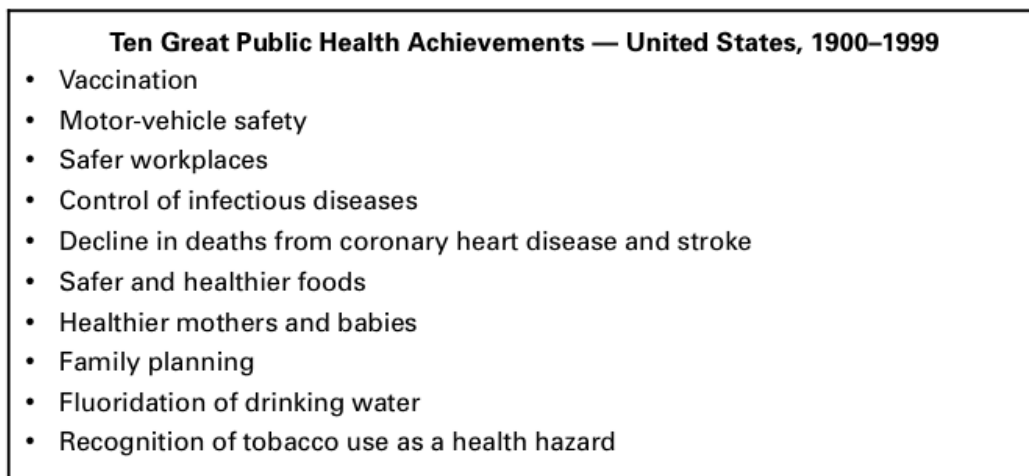 Ten Great Public Health Achievements — United States, 1900–1999
• Vaccination
• Motor-vehicle safety
• Safer workplaces
• Control of infectious diseases
• Decline in deaths from coronary heart disease and stroke
• Safer and healthier foods
• Healthier mothers and babies
• Family planning
• Fluoridation of drinking water
• Recognition of tobacco use as a health hazard